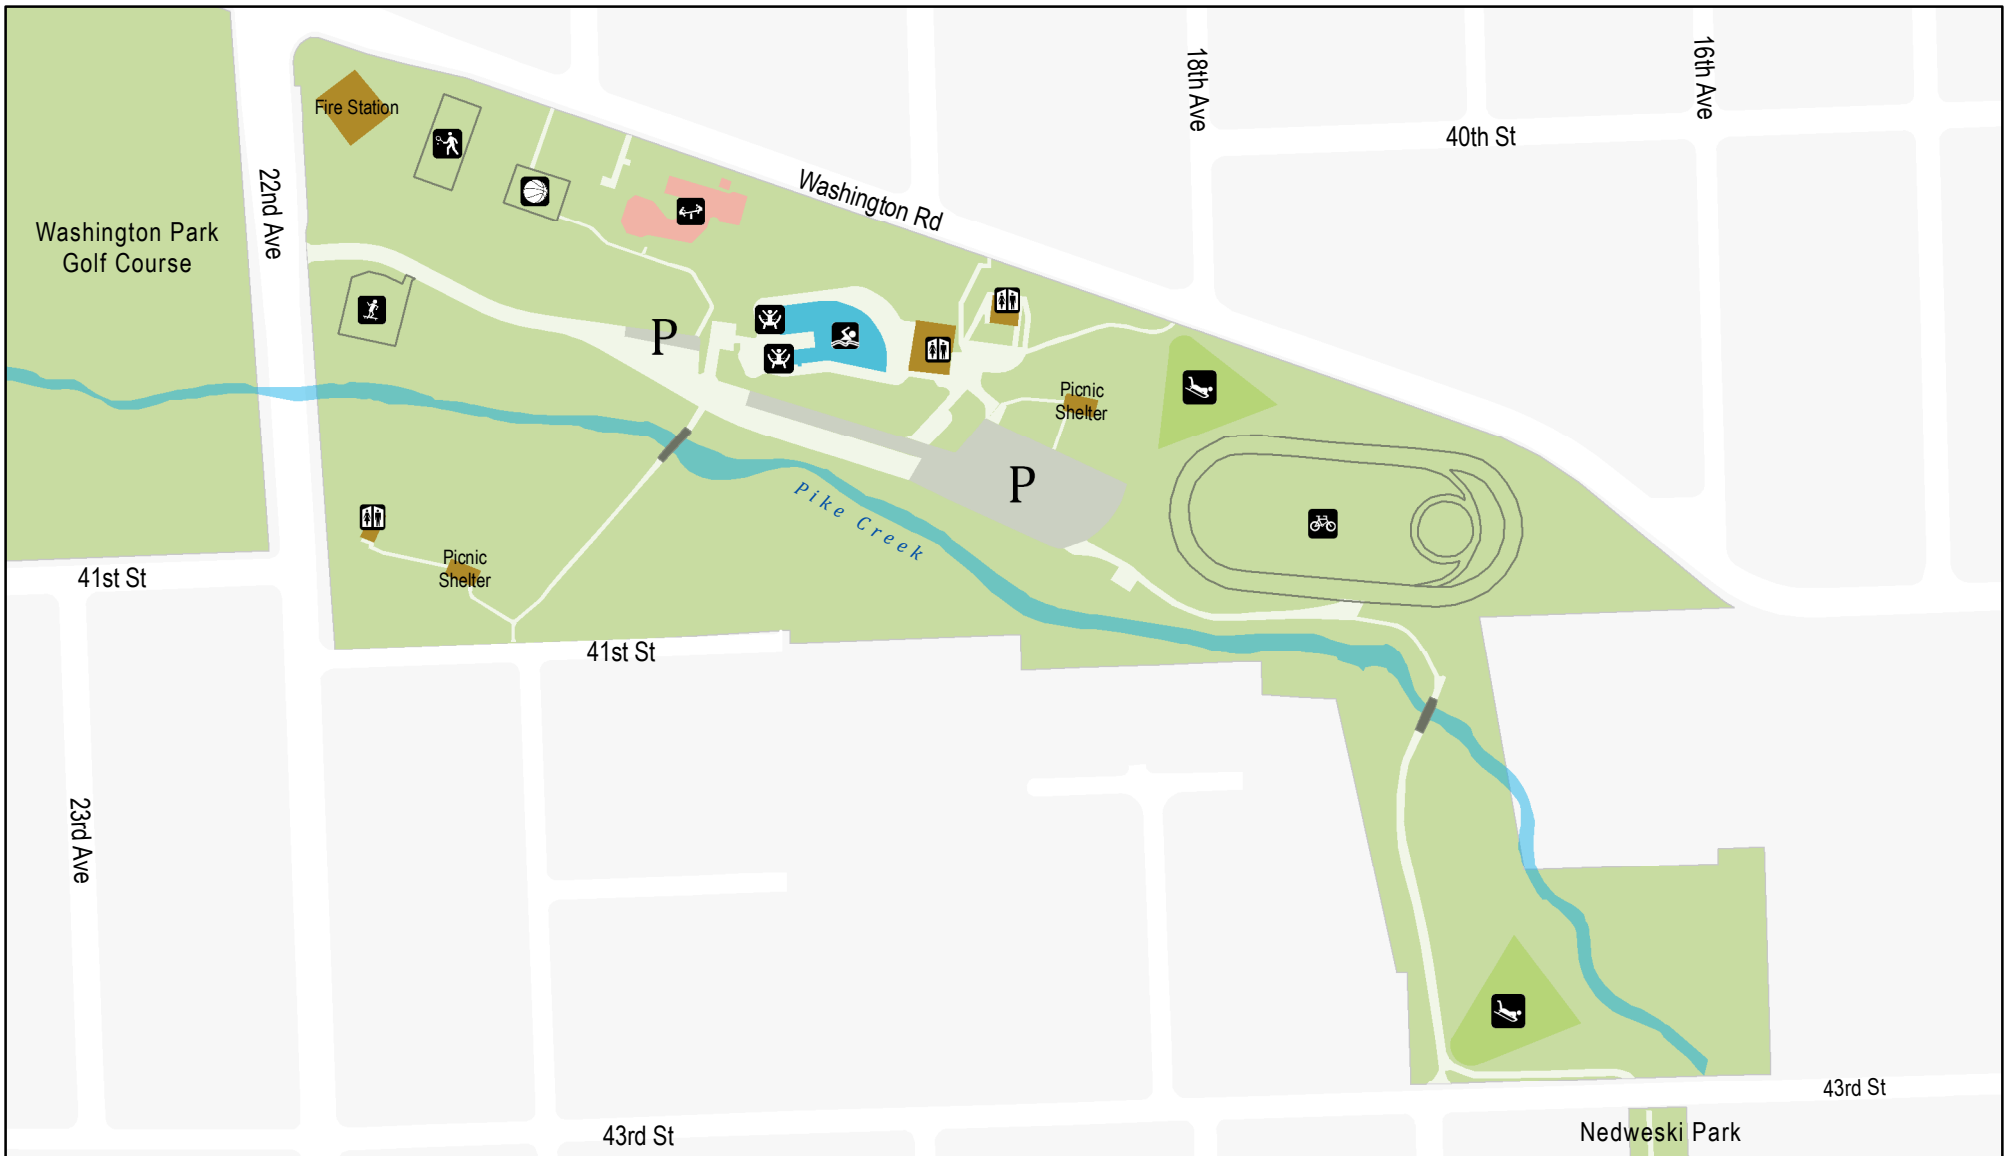 18th Ave
16th Ave
Fire Station
40th St
22nd Ave
Washington Rd
Washington Park
Golf Course
P
Picnic
Shelter
P
Pike Creek
Picnic
Shelter
41st St
41st St
23rd Ave
43rd St
43rd St
Nedweski Park